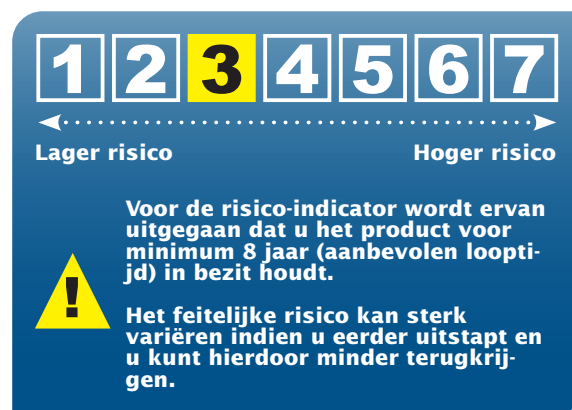 1 2 3 4 5 6 7
Lager risico Hoger risico
Voor de risico-indicator wordt ervan
uitgegaan dat u het product voor
minimum 8 jaar (aanbevolen loopti-
jd) in bezit houdt.
!
Het feitelijke risico kan sterk
variëren indien u eerder uitstapt en
u kunt hierdoor minder terugkrij-
gen.